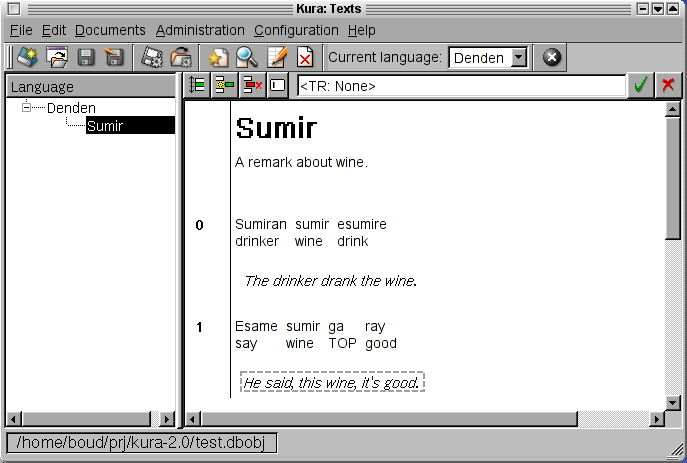 Kura: Texts
File Edit Documents Administration Configuration Help
Current language: Denden
Language
<TR: None>
Denden
Sumir
Sumir
A remark about wine.
0
Sumiran sumir esumire
drinker wine drink
The drinker drank the wine.
1
Esame sumir ga ray
say wine TOP good
He said, this wine, it's good.
/home/boud/prj/kura-2.0/test.dbobj